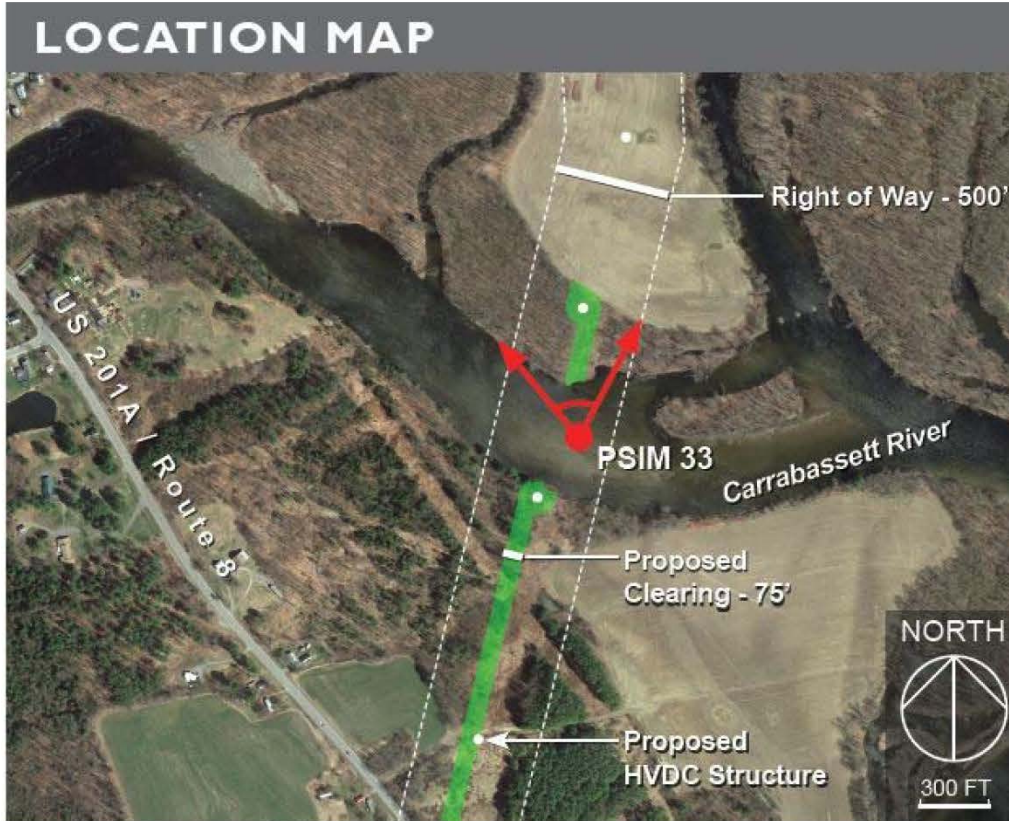 LOCATION MAP
Right of Way - 500'
US 201A / Route 8
PSIM 33
Carrabassett River
Proposed
Clearing - 75'
NORTH
Proposed
HVDC Structure
300 FT